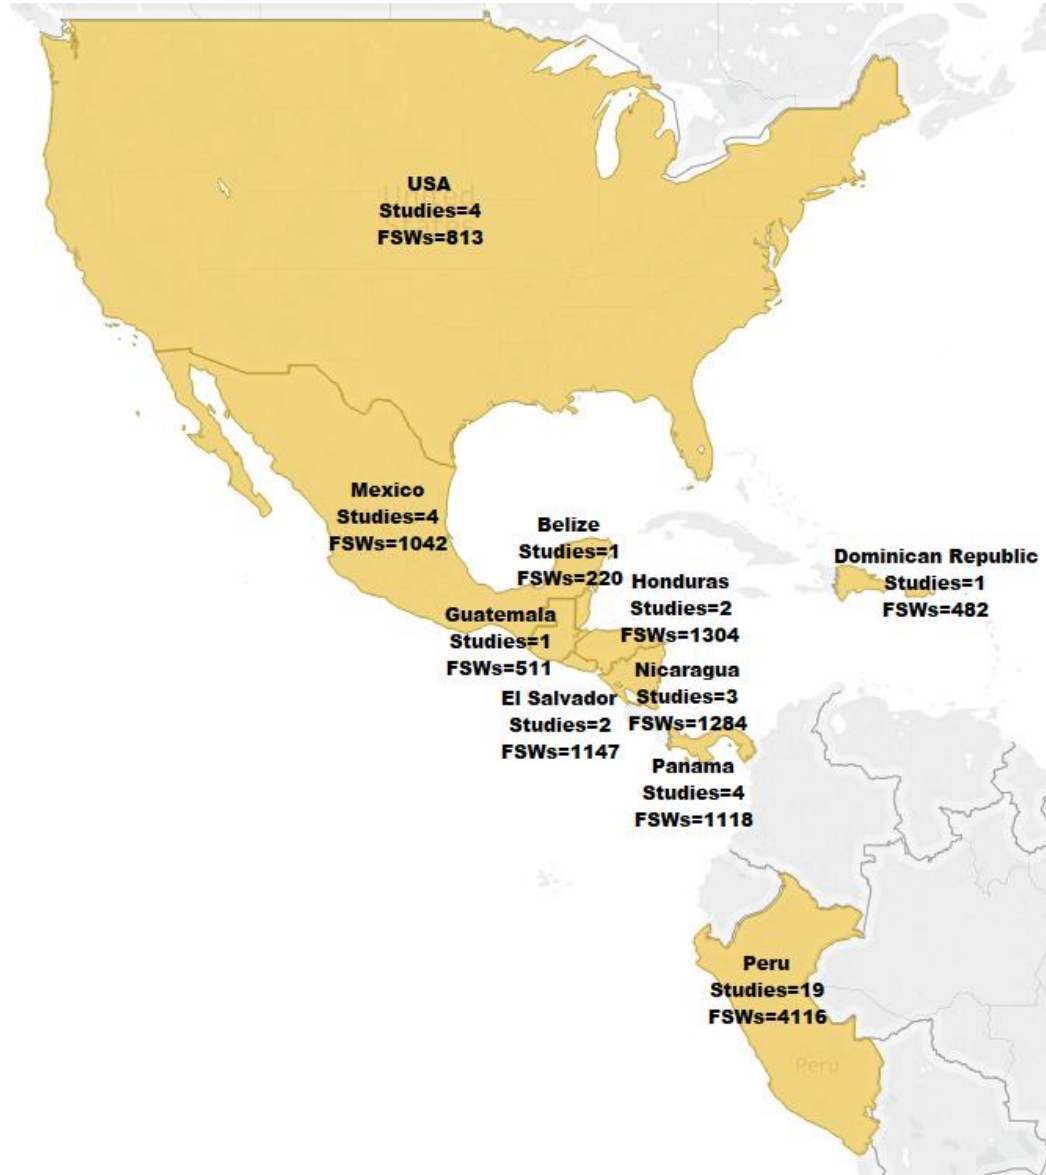 USA
United
States
Studies=4
FSWs=813
Mexico
Studies=4
FSWs=1042
Belize
Studies=1
FSWs=220
Honduras
Studies=2
FSWs=1304
Dominican Republic
Studies=1
FSWs=482
Guatemala
Studies=1
FSWs=511
Nicaragua
Studies=3
FSWs=1284
El Salvador
Studies=2
FSWs=1147
Panama
Studies=4
FSWs=1118
Peru
Studies=19
FSWs=4116
Peru